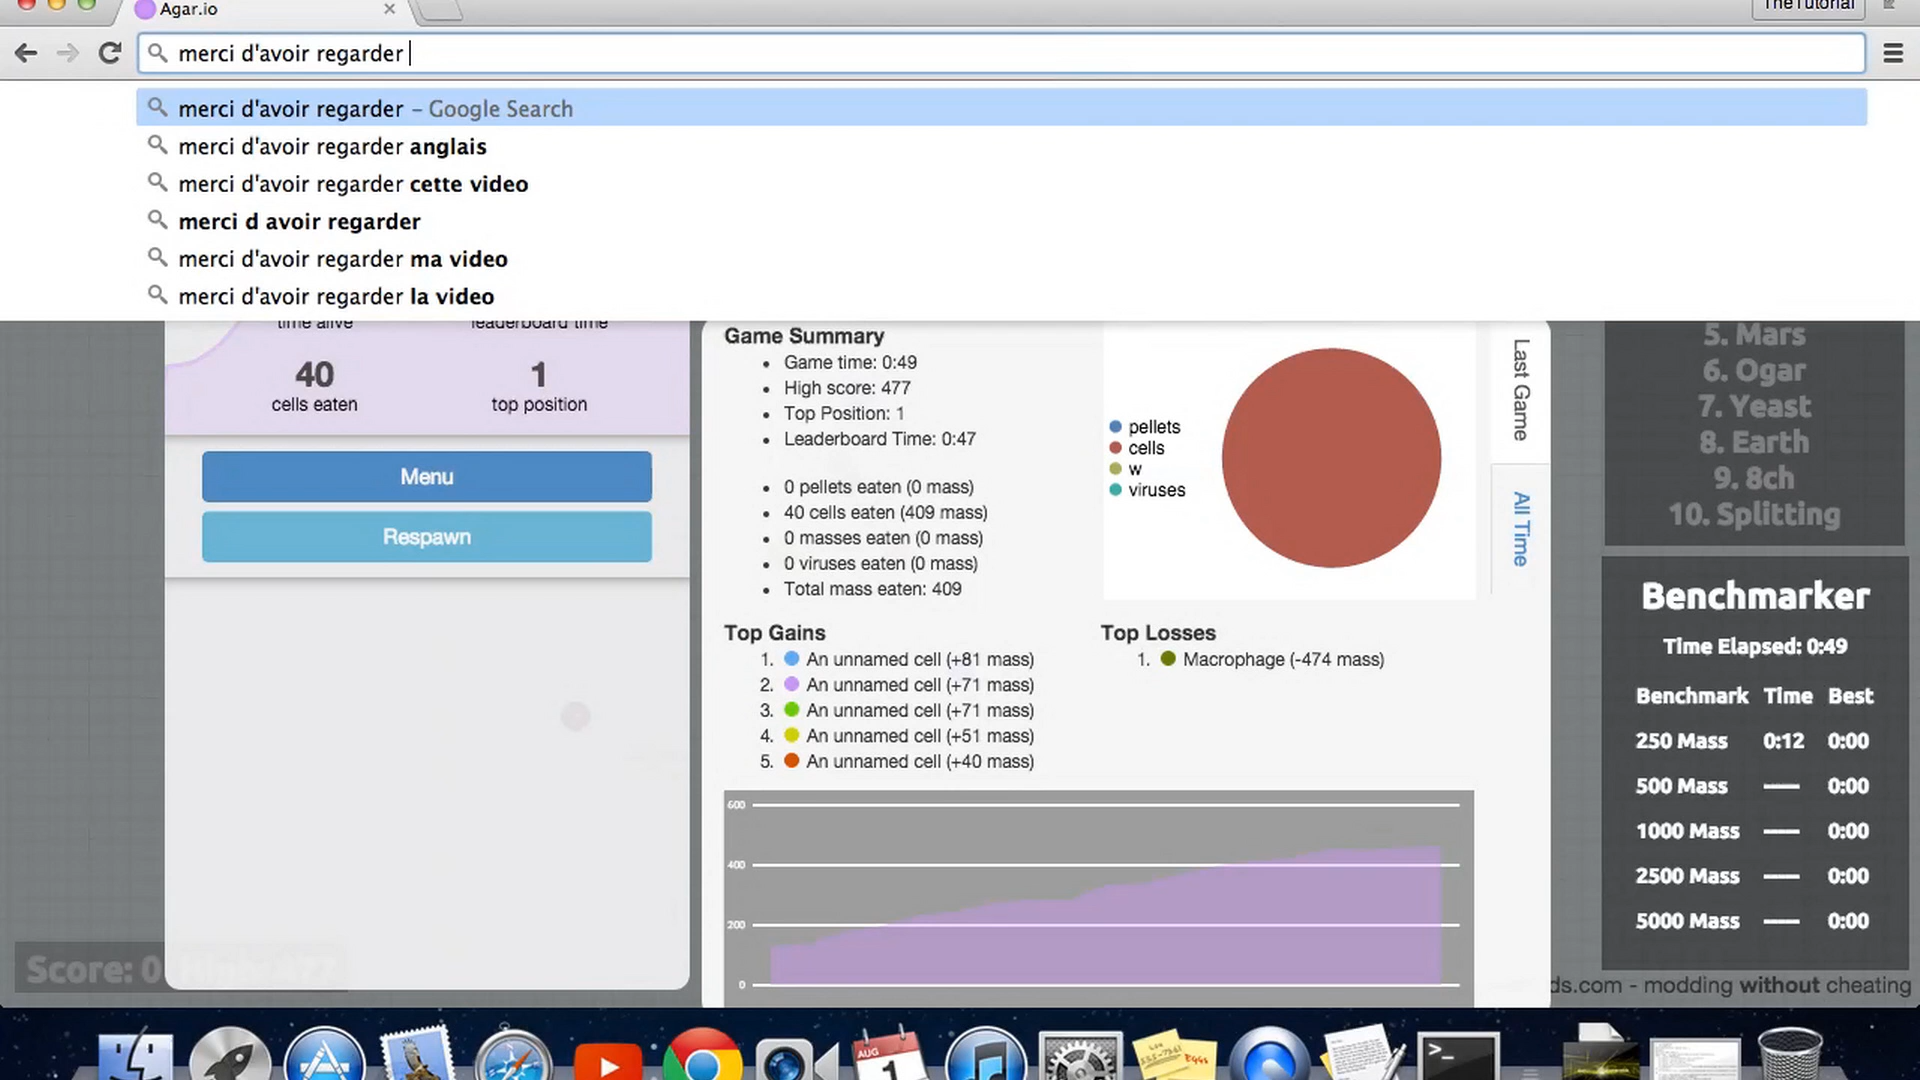 Agar.io
TheTutorial
merci d'avoir regarder
merci d'avoir regarder – Google Search
merci d'avoir regarder anglais
merci d'avoir regarder cette video
merci d avoir regarder
merci d'avoir regarder ma video
merci d'avoir regarder la video
time alive
leaderboard time
40
cells eaten
1
top position
Menu
Respawn
Game Summary
Game time: 0:49
High score: 477
Top Position: 1
Leaderboard Time: 0:47
0 pellets eaten (0 mass)
40 cells eaten (409 mass)
0 masses eaten (0 mass)
0 viruses eaten (0 mass)
Total mass eaten: 409
pellets
cells
w
viruses
Last Game
All Time
Top Gains
1. An unnamed cell (+81 mass)
2. An unnamed cell (+71 mass)
3. An unnamed cell (+71 mass)
4. An unnamed cell (+51 mass)
5. An unnamed cell (+40 mass)
Top Losses
1. Macrophage (-474 mass)
600
400
200
0
5. Mars
6. Ogar
7. Yeast
8. Earth
9. 8ch
10. Splitting
Benchmarker
Time Elapsed: 0:49
Benchmark Time Best
250 Mass 0:12 0:00
500 Mass — 0:00
1000 Mass — 0:00
2500 Mass — 0:00
5000 Mass — 0:00
Score: 0
ds.com - modding without cheating
AUG
1